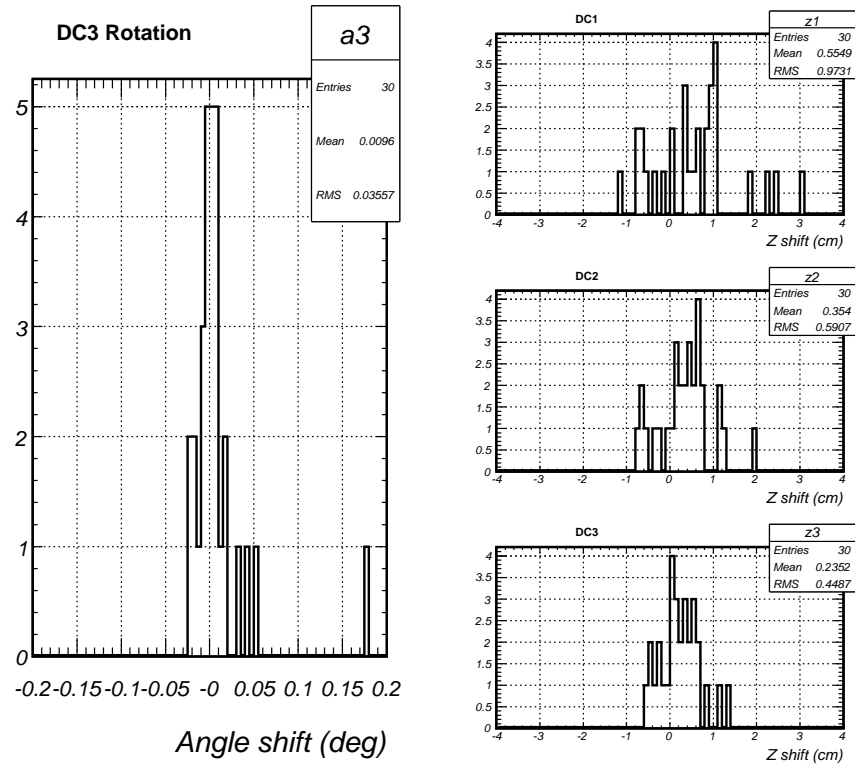 DC3 Rotation
a3
Entries 30
Mean 0.0096
RMS 0.03557
5
4
3
2
1
0
-0.2 -0.15 -0.1 -0.05 -0 0.05 0.1 0.15 0.2
Angle shift (deg)
DC1
z1
Entries 30
Mean 0.5549
RMS 0.9731
4
3.5
3
2.5
2
1.5
1
0.5
0
-4 -3 -2 -1 0 1 2 3 4
Z shift (cm)
DC2
z2
Entries 30
Mean 0.354
RMS 0.5907
4
3.5
3
2.5
2
1.5
1
0.5
0
-4 -3 -2 -1 0 1 2 3 4
Z shift (cm)
DC3
z3
Entries 30
Mean 0.2352
RMS 0.4487
4
3.5
3
2.5
2
1.5
1
0.5
0
-4 -3 -2 -1 0 1 2 3 4
Z shift (cm)